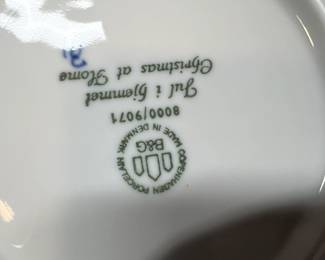 COPENHAGEN PORCELAIN
MADE IN DENMARK
B&G
8000/9071
Jul i Hjemmet
Christmas at Home